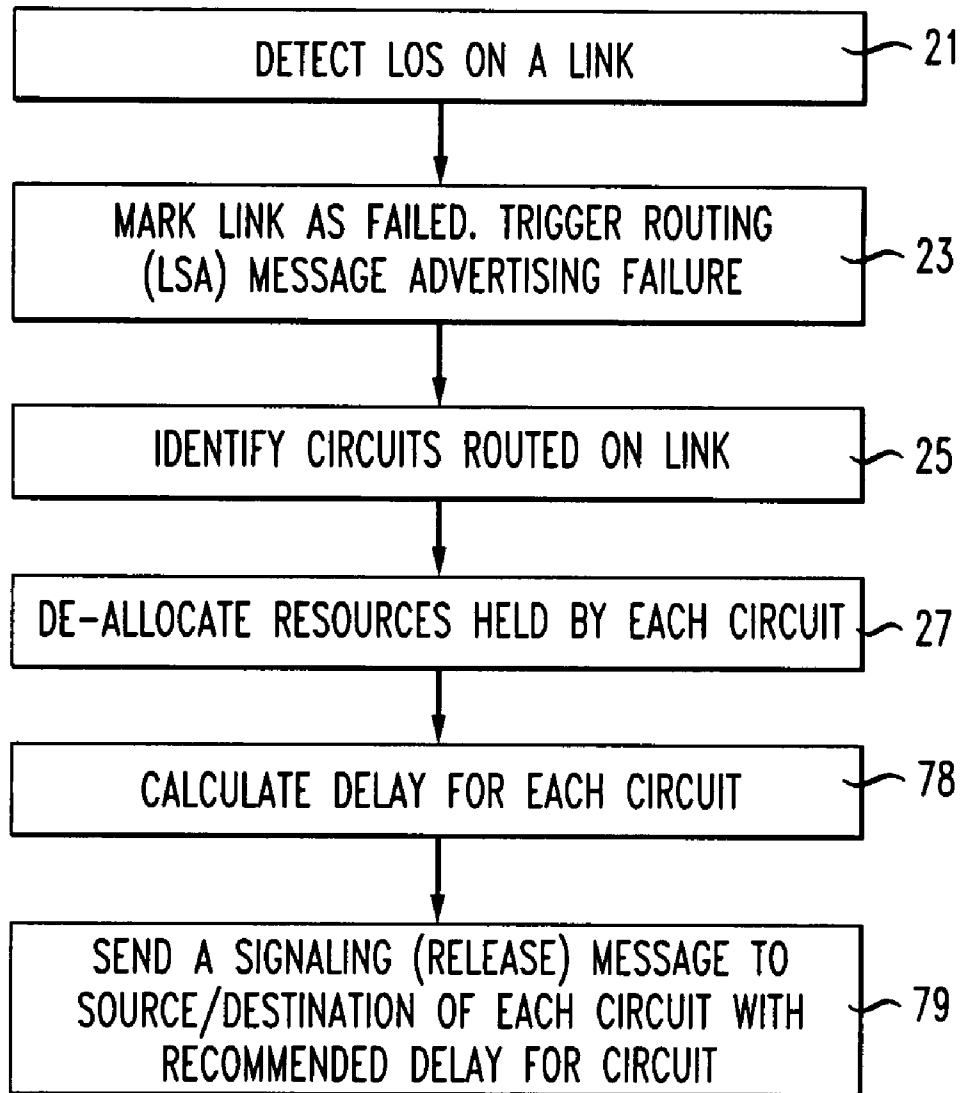 DETECT LOS ON A LINK
21
MARK LINK AS FAILED. TRIGGER ROUTING
(LSA) MESSAGE ADVERTISING FAILURE
23
IDENTIFY CIRCUITS ROUTED ON LINK
25
DE-ALLOCATE RESOURCES HELD BY EACH CIRCUIT
27
CALCULATE DELAY FOR EACH CIRCUIT
78
SEND A SIGNALING (RELEASE) MESSAGE TO
SOURCE/DESTINATION OF EACH CIRCUIT WITH
RECOMMENDED DELAY FOR CIRCUIT
79